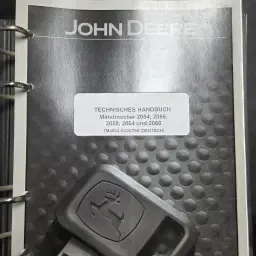 JOHN DEERE
TECHNISCHES HANDBUCH
Mähdrescher 2054, 2056,
2058, 2064 und 2066